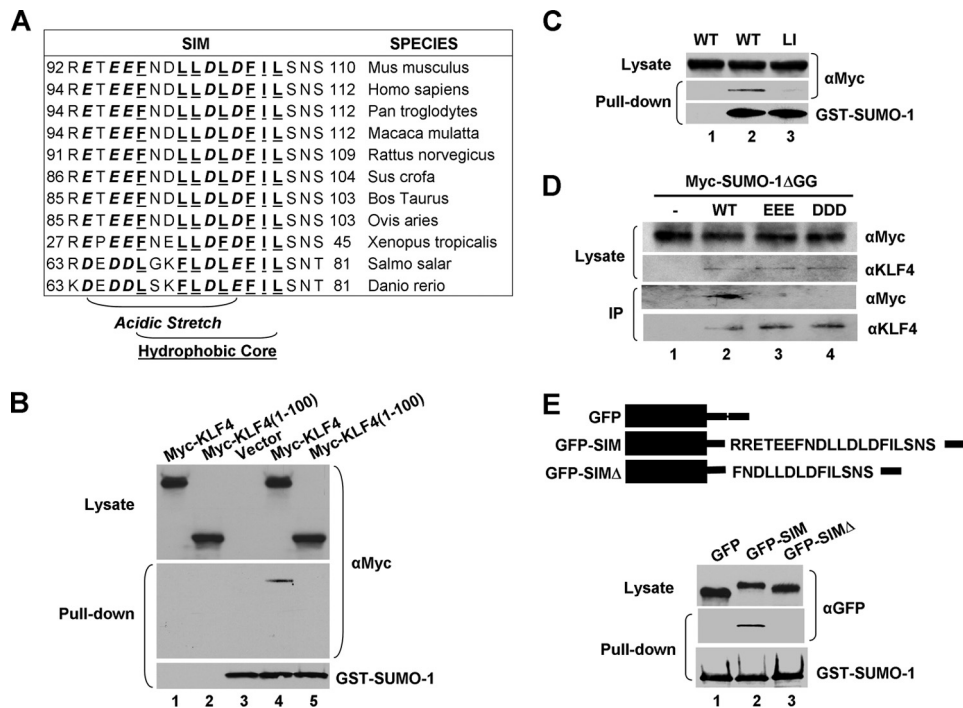 A
SIM SPECIES
92 R E T E E F N D L L D L D F I L S N S 110 Mus musculus
94 R E T E E F N D L L D L D F I L S N S 112 Homo sapiens
94 R E T E E F N D L L D L D F I L S N S 112 Pan troglodytes
94 R E T E E F N D L L D L D F I L S N S 112 Macaca mulatta
91 R E T E E F N D L L D L D F I L S N S 109 Rattus norvegicus
86 R E T E E F N D L L D L D F I L S N S 104 Sus crofa
85 R E T E E F N D L L D L D F I L S N S 103 Bos Taurus
85 R E T E E F N D L L D L D F I L S N S 103 Ovis aries
27 R E P E E F N E L L D F D F I L S N S 45 Xenopus tropicalis
63 R D E D D L G K F L D L E F I L S N T 81 Salmo salar
63 K D E D D L S K F L D L E F I L S N T 81 Danio rerio
Acidic Stretch
Hydrophobic Core
B
Myc-KLF4
Myc-KLF4(1-100)
Vector
Myc-KLF4
Myc-KLF4(1-100)
Lysate
Pull-down
αMyc
GST-SUMO-1
1 2 3 4 5
C
WT WT LI
Lysate
Pull-down
αMyc
GST-SUMO-1
1 2 3
D
Myc-SUMO-1ΔGG
- WT EEE DDD
Lysate
αMyc
αKLF4
IP
αMyc
αKLF4
1 2 3 4
E
GFP
GFP-SIM RRETEEFNDLLDLDFILSNS
GFP-SIMΔ FNDLLDLDFILSNS
GFP
GFP-SIM
GFP-SIMΔ
Lysate
αGFP
Pull-down
GST-SUMO-1
1 2 3